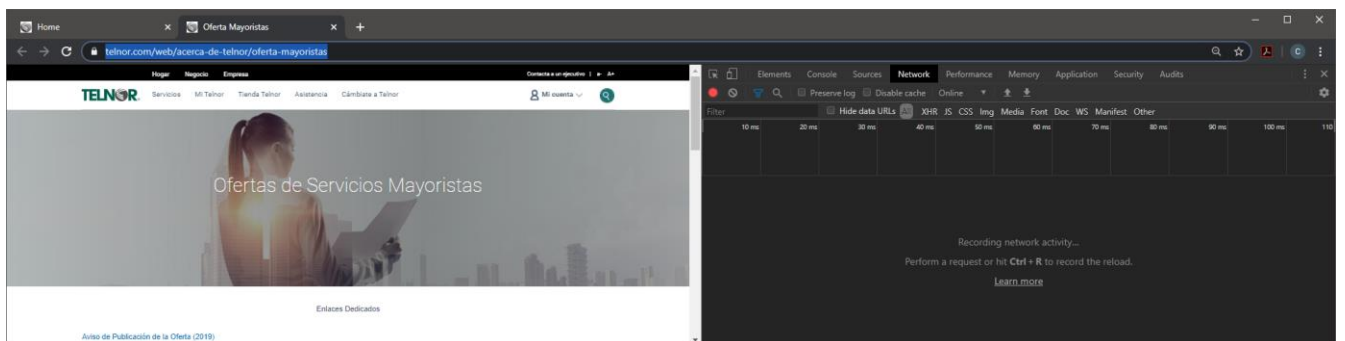 Home
Oferta Mayoristas
telnor.com/web/acerca-de-telnor/oferta-mayoristas
Hogar Negocio Empresa Contacta a un ejecutivo | a- A+
TELNOR Servicios Mi Telnor Tienda Telnor Asistencia Cámbiate a Telnor Mi cuenta
Ofertas de Servicios Mayoristas
Enlaces Dedicados
Aviso de Publicación de la Oferta (2019)
Elements Console Sources Network Performance Memory Application Security Audits
Preserve log Disable cache Online
Filter Hide data URLs All XHR JS CSS Img Media Font Doc WS Manifest Other
10 ms 20 ms 30 ms 40 ms 50 ms 60 ms 70 ms 80 ms 90 ms 100 ms 110
Recording network activity...
Perform a request or hit Ctrl + R to record the reload.
Learn more